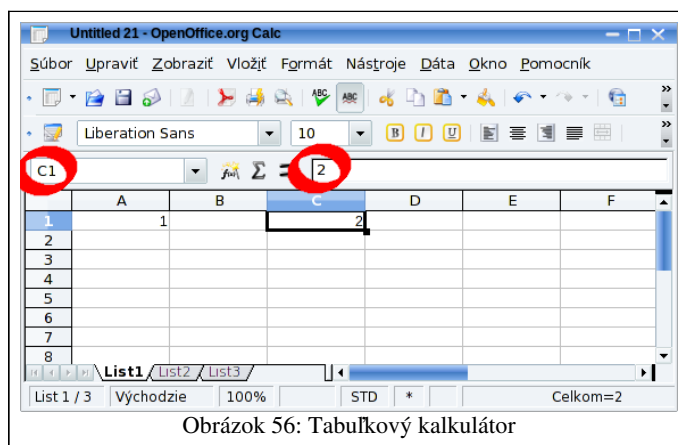 Untitled 21 - OpenOffice.org Calc
Súbor Upraviť Zobraziť Vložiť Formát Nástroje Dáta Okno Pomocník
ABC ABC
Liberation Sans 10 B I U
C1 f(x) Σ = 2
A B C D E F
1 1 2
2
3
4
5
6
7
8
List1 List2 List3
List 1 / 3 Východzie 100% STD * Celkom=2
Obrázok 56: Tabuľkový kalkulátor